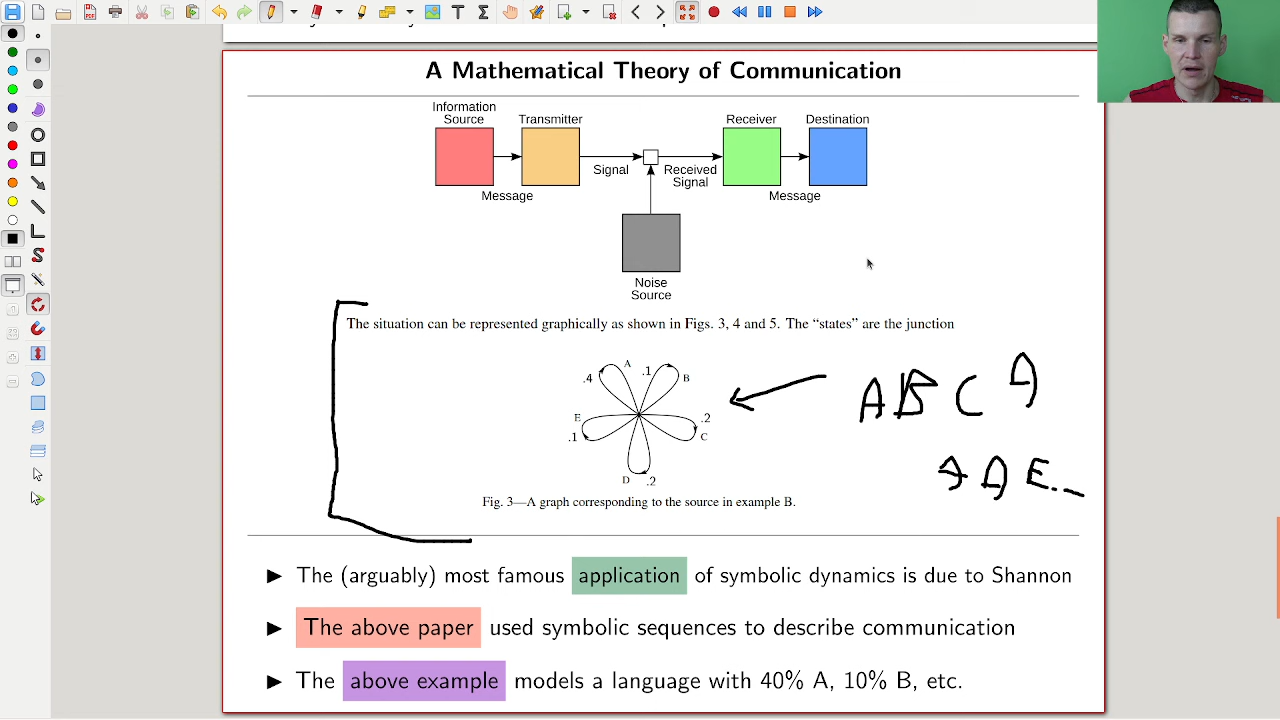 A Mathematical Theory of Communication
Information Source
Transmitter
Receiver
Destination
Signal
Received Signal
Message
Message
Noise Source
The situation can be represented graphically as shown in Figs. 3, 4 and 5. The “states” are the junction
A
.1
.4
B
E
.2
.1
C
D
.2
A B C A
A E...
Fig. 3—A graph corresponding to the source in example B.
► The (arguably) most famous application of symbolic dynamics is due to Shannon
► The above paper used symbolic sequences to describe communication
► The above example models a language with 40% A, 10% B, etc.